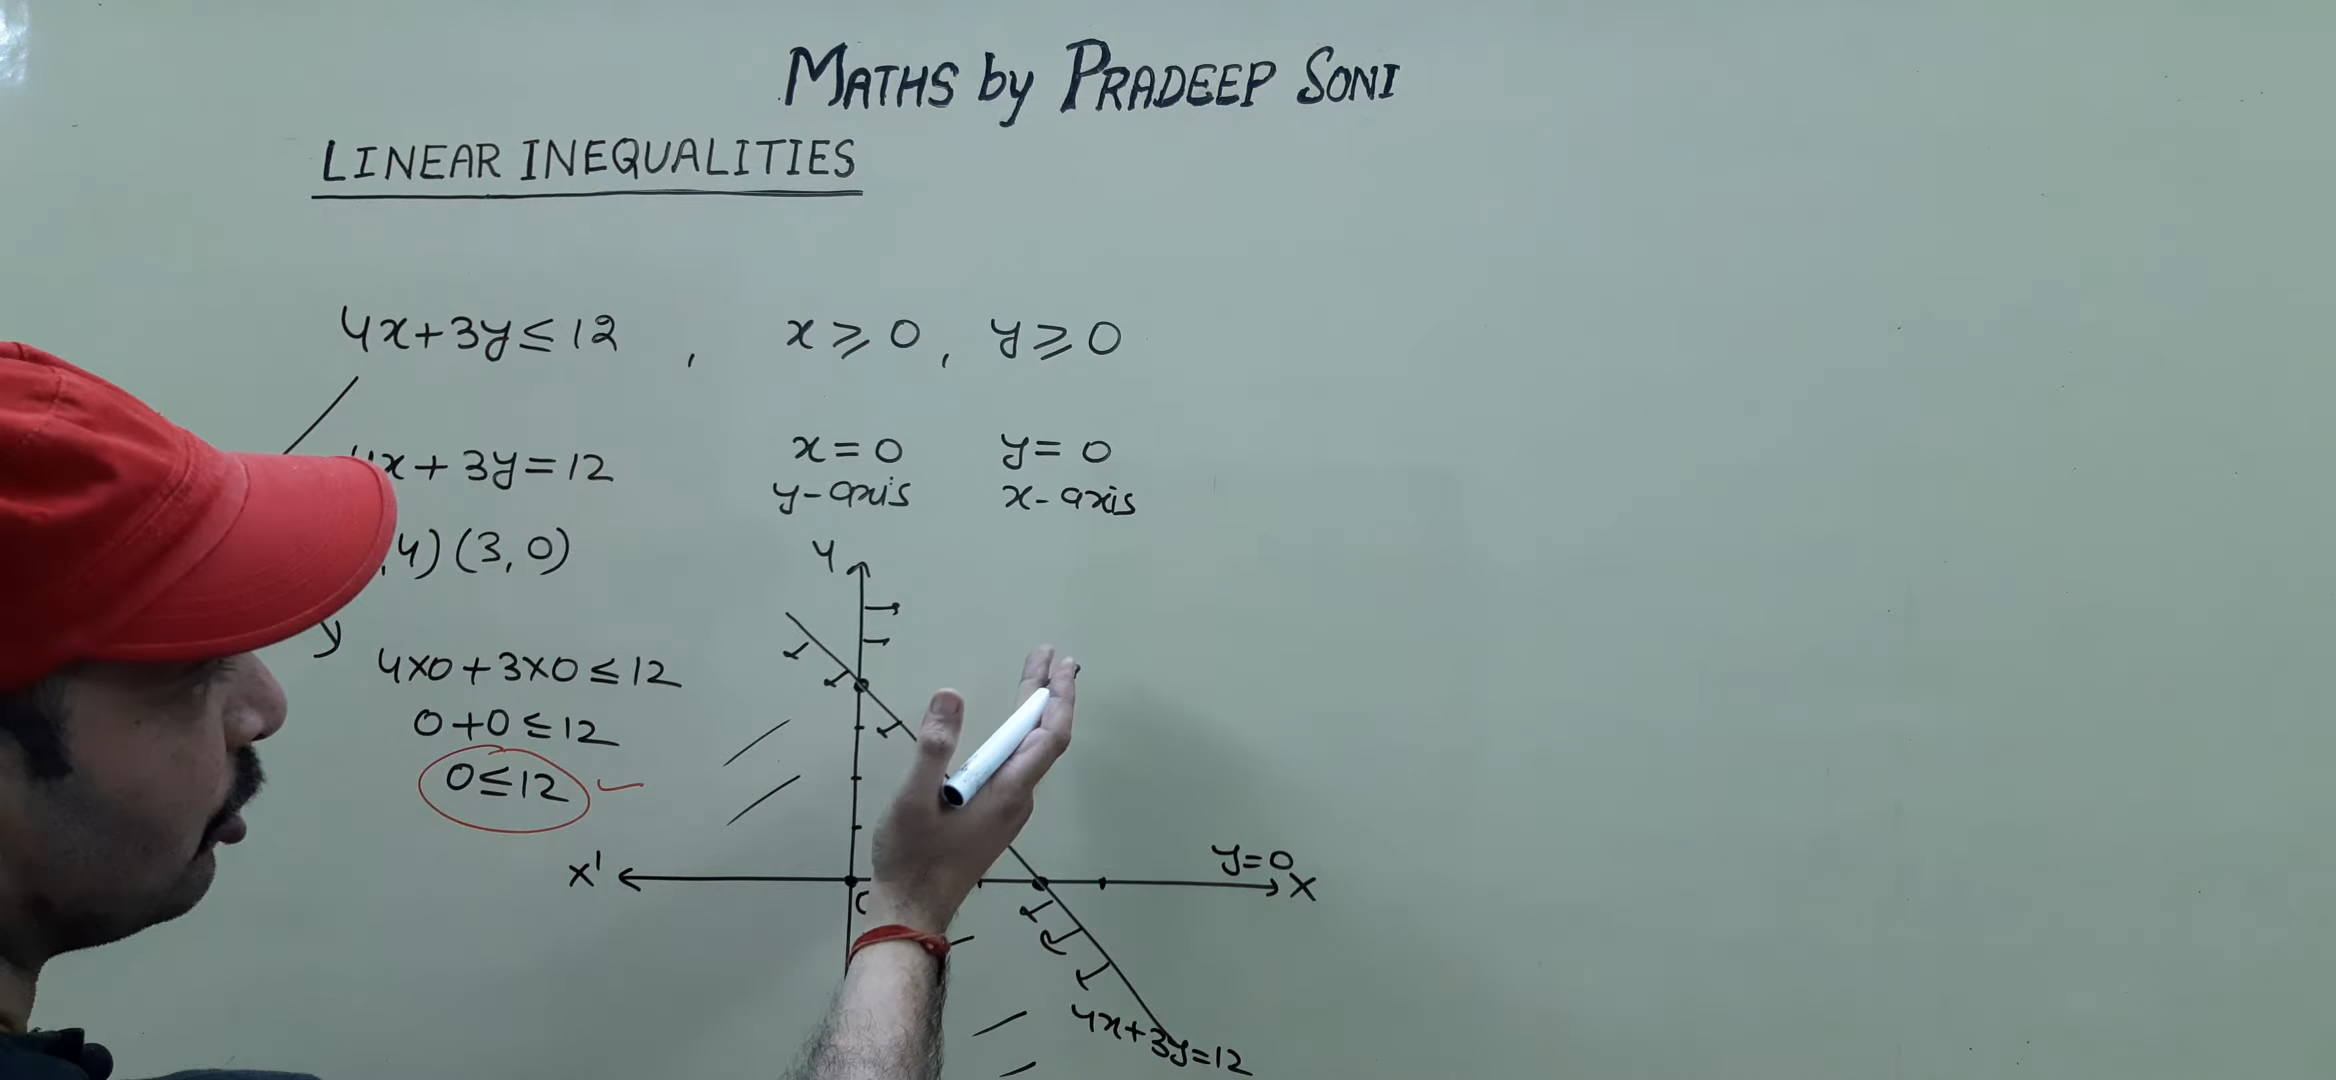 MATHS by PRADEEP SONI
LINEAR INEQUALITIES
4x+3y≤12 , x⩾0, y⩾0
x+3y=12
x=0 y=0
y-axis x-axis
,4) (3,0)
Y
4×0+3×0≤12
0+0≤12
0≤12 ✓
y=0
X' X
4x+3y=12